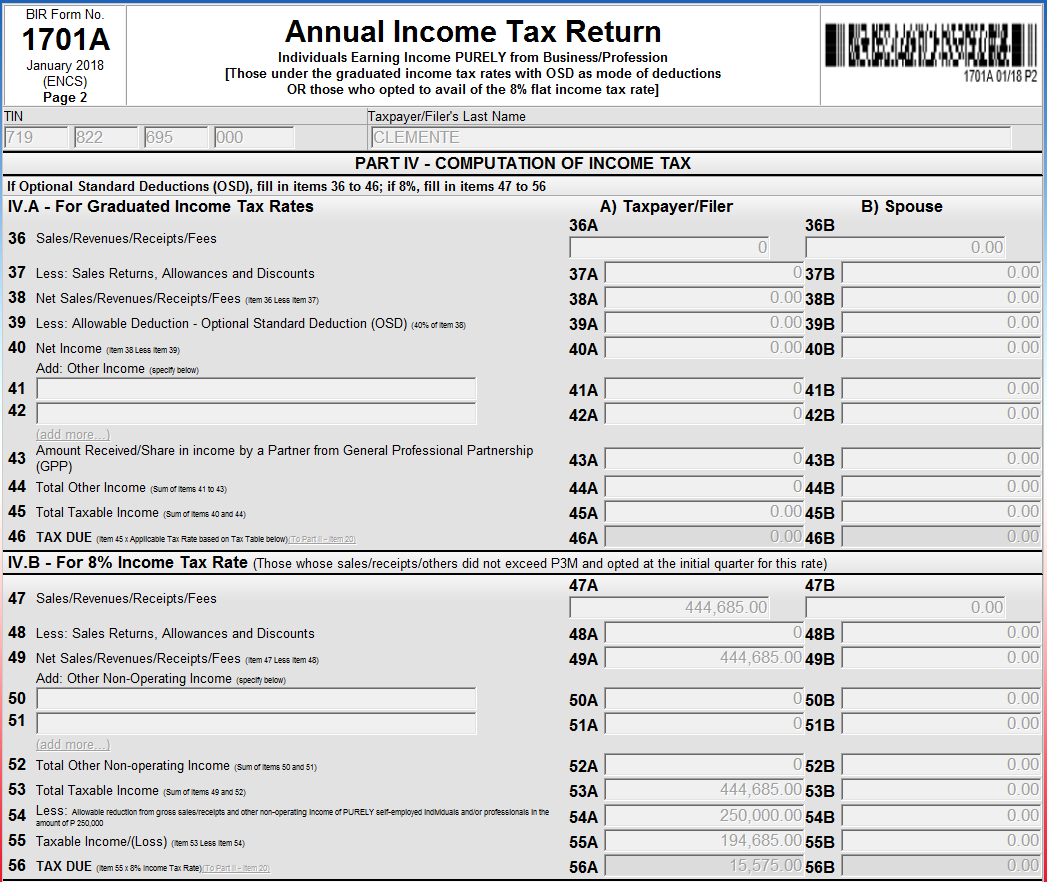 BIR Form No.
1701A
January 2018
(ENCS)
Page 2
Annual Income Tax Return
Individuals Earning Income PURELY from Business/Profession
[Those under the graduated income tax rates with OSD as mode of deductions
OR those who opted to avail of the 8% flat income tax rate]
1701A 01/18 P2
TIN
719 822 695 000
Taxpayer/Filer's Last Name
CLEMENTE
PART IV - COMPUTATION OF INCOME TAX
If Optional Standard Deductions (OSD), fill in items 36 to 46; if 8%, fill in items 47 to 56
IV.A - For Graduated Income Tax Rates A) Taxpayer/Filer B) Spouse
36A 36B
36 Sales/Revenues/Receipts/Fees 0 0.00
37 Less: Sales Returns, Allowances and Discounts 37A 0 37B 0.00
38 Net Sales/Revenues/Receipts/Fees (Item 36 Less Item 37) 38A 0.00 38B 0.00
39 Less: Allowable Deduction - Optional Standard Deduction (OSD) (40% of Item 38) 39A 0.00 39B 0.00
40 Net Income (Item 38 Less Item 39) 40A 0.00 40B 0.00
Add: Other Income (specify below)
41 41A 0 41B 0.00
42 42A 0 42B 0.00
(add more...)
43 Amount Received/Share in income by a Partner from General Professional Partnership
(GPP) 43A 0 43B 0.00
44 Total Other Income (Sum of Items 41 to 43) 44A 0 44B 0.00
45 Total Taxable Income (Sum of Items 40 and 44) 45A 0.00 45B 0.00
46 TAX DUE (Item 45 x Applicable Tax Rate based on Tax Table below)(To Part II - Item 20) 46A 0.00 46B 0.00
IV.B - For 8% Income Tax Rate (Those whose sales/receipts/others did not exceed P3M and opted at the initial quarter for this rate)
47A 47B
47 Sales/Revenues/Receipts/Fees 444,685.00 0.00
48 Less: Sales Returns, Allowances and Discounts 48A 0 48B 0.00
49 Net Sales/Revenues/Receipts/Fees (Item 47 Less Item 48) 49A 444,685.00 49B 0.00
Add: Other Non-Operating Income (specify below)
50 50A 0 50B 0.00
51 51A 0 51B 0.00
(add more...)
52 Total Other Non-operating Income (Sum of Items 50 and 51) 52A 0 52B 0.00
53 Total Taxable Income (Sum of Items 49 and 52) 53A 444,685.00 53B 0.00
54 Less: Allowable reduction from gross sales/receipts and other non-operating income of PURELY self-employed individuals and/or professionals in the
amount of P 250,000 54A 250,000.00 54B 0.00
55 Taxable Income/(Loss) (Item 53 Less Item 54) 55A 194,685.00 55B 0.00
56 TAX DUE (Item 55 x 8% Income Tax Rate)(To Part II - Item 20) 56A 15,575.00 56B 0.00